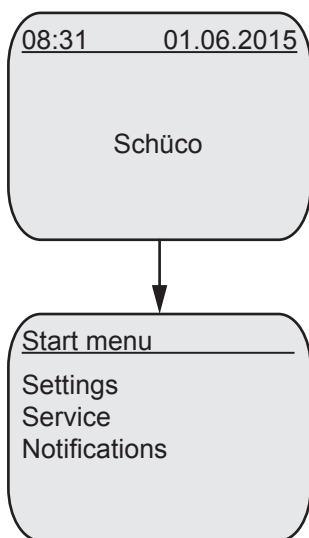 08:31 01.06.2015
Schüco
Start menu
Settings
Service
Notifications